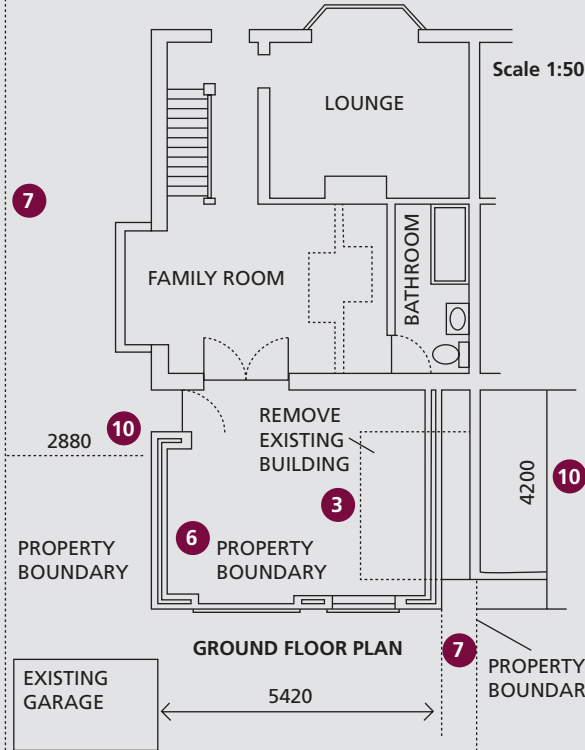 Scale 1:50
LOUNGE
7
FAMILY ROOM
BATHROOM
REMOVE
EXISTING
BUILDING
10
2880
4200
10
3
6
PROPERTY
BOUNDARY
PROPERTY
BOUNDARY
GROUND FLOOR PLAN
7
PROPERTY
BOUNDAR
EXISTING
GARAGE
5420